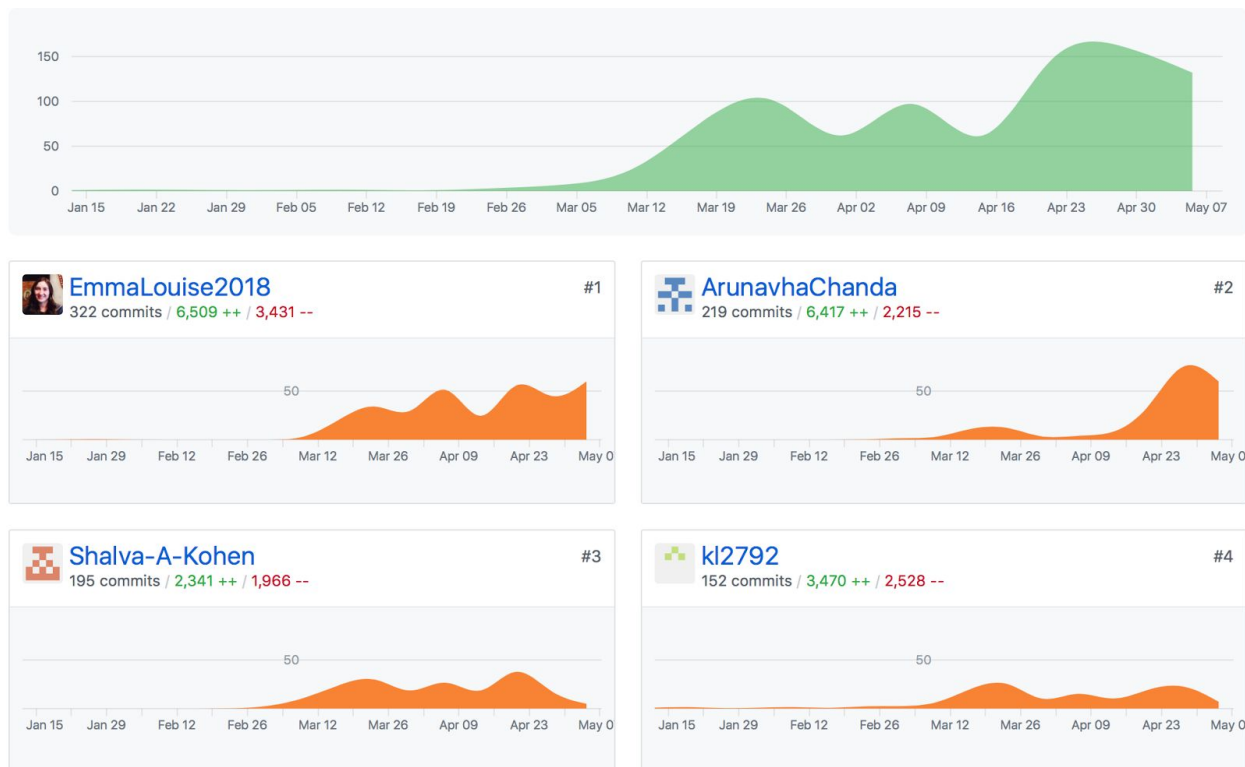 150
100
50
0
Jan 15 Jan 22 Jan 29 Feb 05 Feb 12 Feb 19 Feb 26 Mar 05 Mar 12 Mar 19 Mar 26 Apr 02 Apr 09 Apr 16 Apr 23 Apr 30 May 07
EmmaLouise2018 #1
322 commits / 6,509 ++ / 3,431 --
50
Jan 15 Jan 29 Feb 12 Feb 26 Mar 12 Mar 26 Apr 09 Apr 23 May 0
ArunavhaChanda #2
219 commits / 6,417 ++ / 2,215 --
50
Jan 15 Jan 29 Feb 12 Feb 26 Mar 12 Mar 26 Apr 09 Apr 23 May 0
Shalva-A-Kohen #3
195 commits / 2,341 ++ / 1,966 --
50
Jan 15 Jan 29 Feb 12 Feb 26 Mar 12 Mar 26 Apr 09 Apr 23 May 0
kl2792 #4
152 commits / 3,470 ++ / 2,528 --
50
Jan 15 Jan 29 Feb 12 Feb 26 Mar 12 Mar 26 Apr 09 Apr 23 May 0